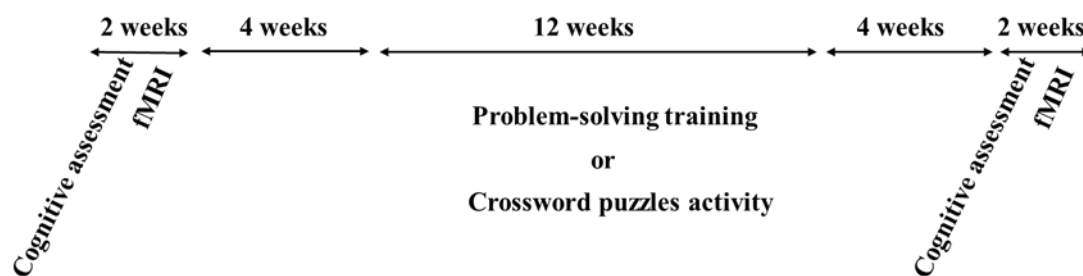 2 weeks
4 weeks
12 weeks
4 weeks
2 weeks
Cognitive assessment
fMRI
Problem-solving training
or
Crossword puzzles activity
Cognitive assessment
fMRI